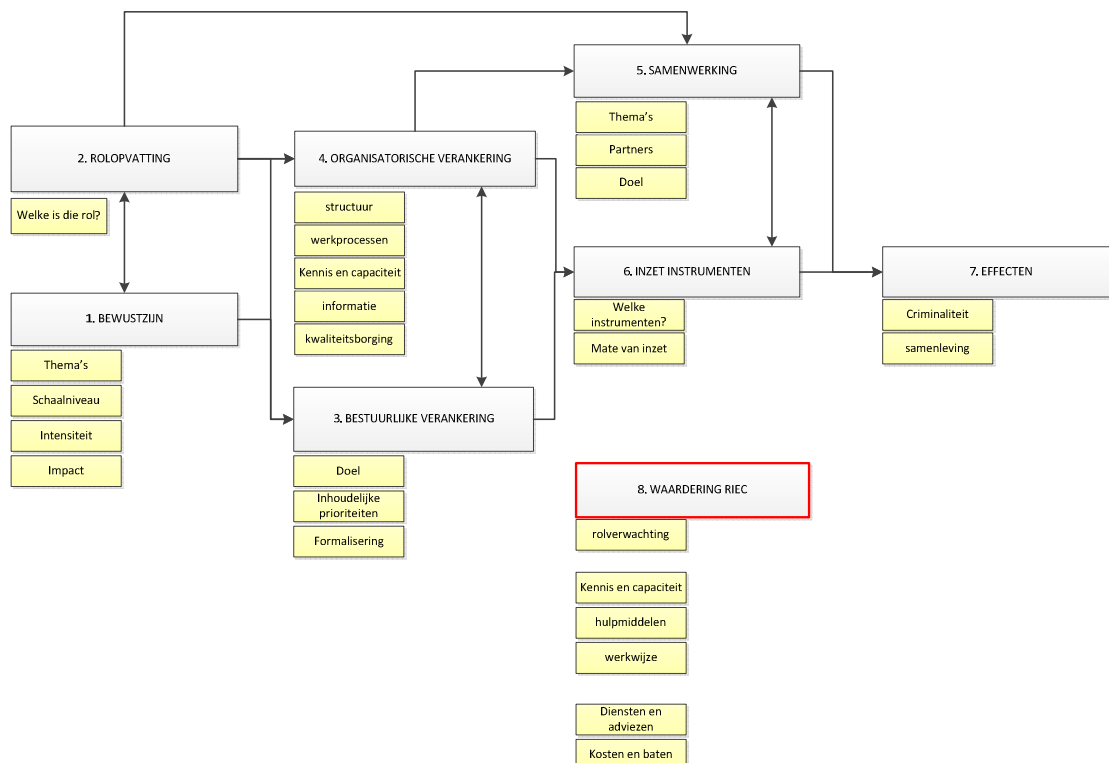 2. ROLOPVATTING
Welke is die rol?
1. BEWUSTZIJN
Thema's
Schaalniveau
Intensiteit
Impact
4. ORGANISATORISCHE VERANKERING
structuur
werkprocessen
Kennis en capaciteit
informatie
kwaliteitsborging
3. BESTUURLIJKE VERANKERING
Doel
Inhoudelijke
prioriteiten
Formalisering
5. SAMENWERKING
Thema's
Partners
Doel
6. INZET INSTRUMENTEN
Welke
instrumenten?
Mate van inzet
7. EFFECTEN
Criminaliteit
samenleving
8. WAARDERING RIEC
rolverwachting
Kennis en capaciteit
hulpmiddelen
werkwijze
Diensten en
adviezen
Kosten en baten